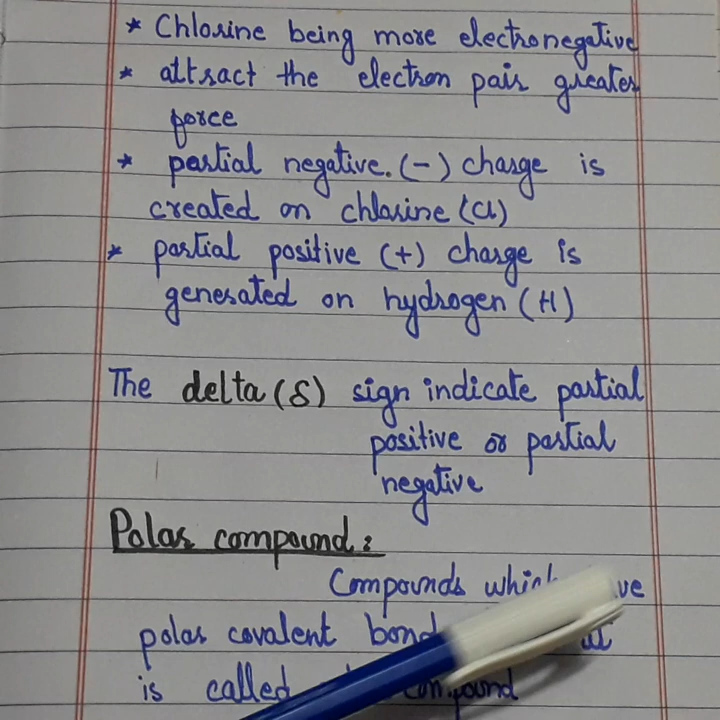 * Chlorine being more electronegative
* attract the electron pair greater
force
* partial negative. (-) charge is
created on chlorine (Cl)
* partial positive (+) charge is
generated on hydrogen (H)
The delta (δ) sign indicate partial
positive or partial
negative
Polar compound:
Compounds which
polar covalent bond
is called compound